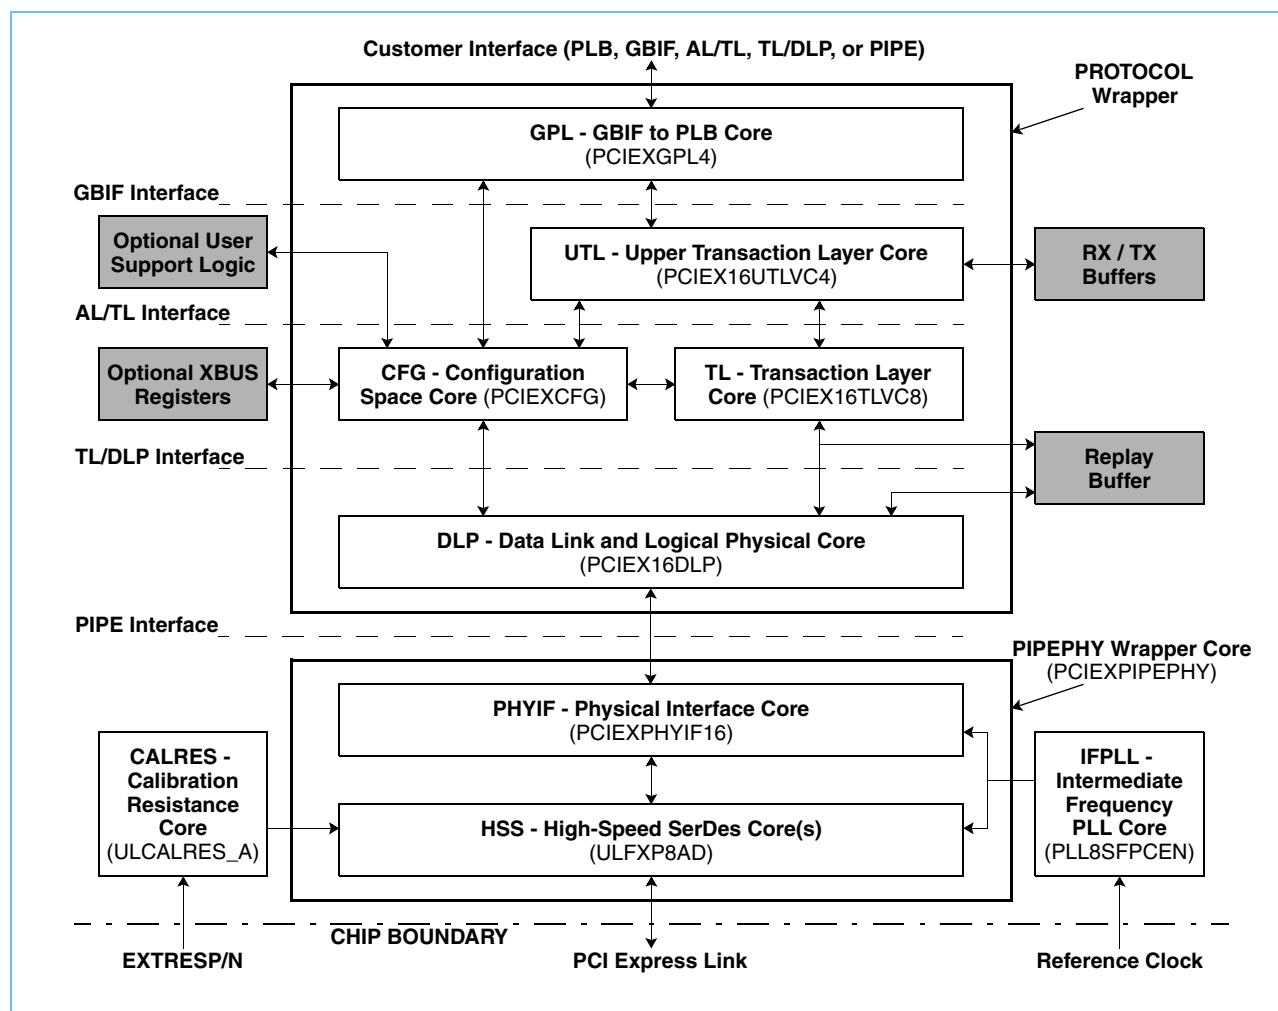 Customer Interface (PLB, GBIF, AL/TL, TL/DLP, or PIPE)
PROTOCOL
Wrapper
GPL - GBIF to PLB Core
(PCIEXGPL4)
GBIF Interface
Optional User
Support Logic
UTL - Upper Transaction Layer Core
(PCIEX16UTLVC4)
RX / TX
Buffers
AL/TL Interface
Optional XBUS
Registers
CFG - Configuration
Space Core (PCIEXCFG)
TL - Transaction Layer
Core (PCIEX16TLVC8)
TL/DLP Interface
Replay
Buffer
DLP - Data Link and Logical Physical Core
(PCIEX16DLP)
PIPE Interface
PIPEPHY Wrapper Core
(PCIEXPIPEPHY)
PHYIF - Physical Interface Core
(PCIEXPHYIF16)
CALRES -
Calibration
Resistance
Core
(ULCALRES_A)
HSS - High-Speed SerDes Core(s)
(ULFXP8AD)
IFPLL -
Intermediate
Frequency
PLL Core
(PLL8SFPCEN)
CHIP BOUNDARY
EXTRESP/N
PCI Express Link
Reference Clock